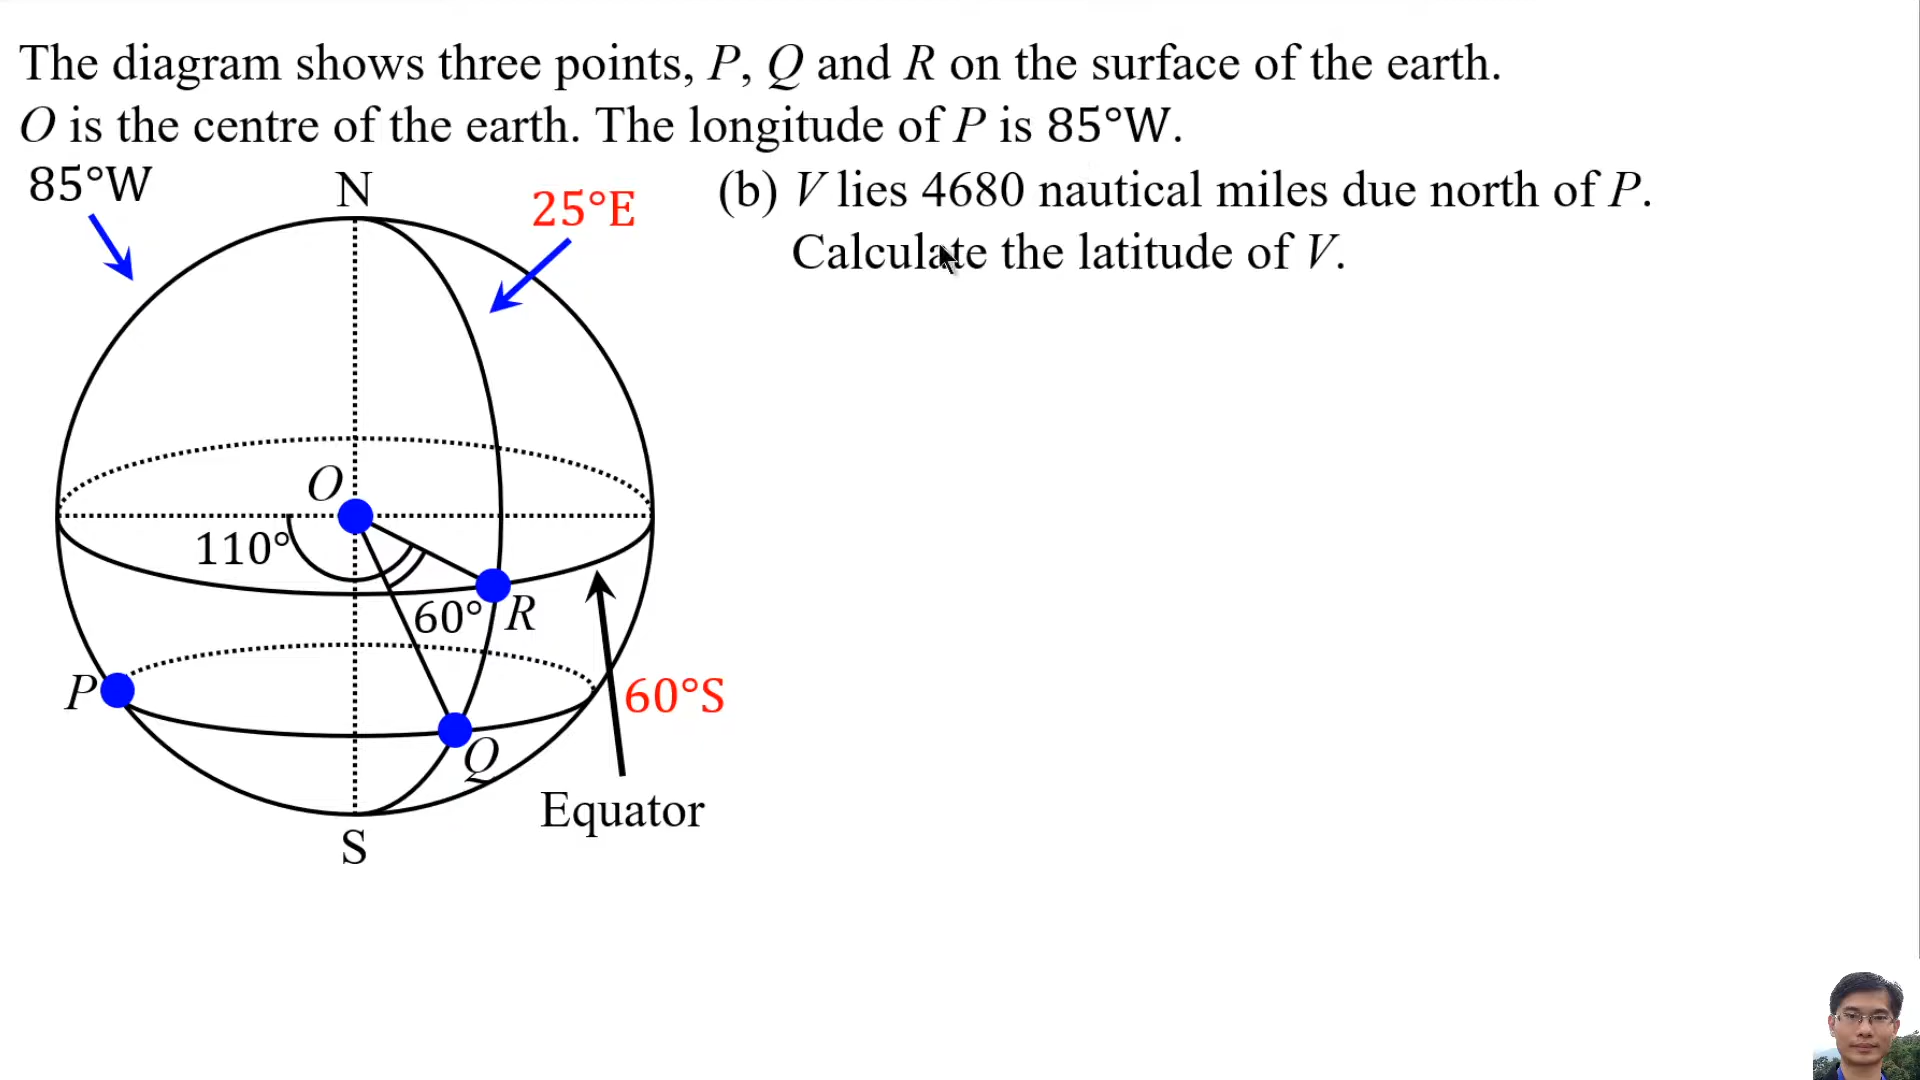 The diagram shows three points, P, Q and R on the surface of the earth.
O is the centre of the earth. The longitude of P is 85°W.
85°W
N
25°E
(b) V lies 4680 nautical miles due north of P.
Calculate the latitude of V.
O
110°
60°
R
P
60°S
Q
Equator
S